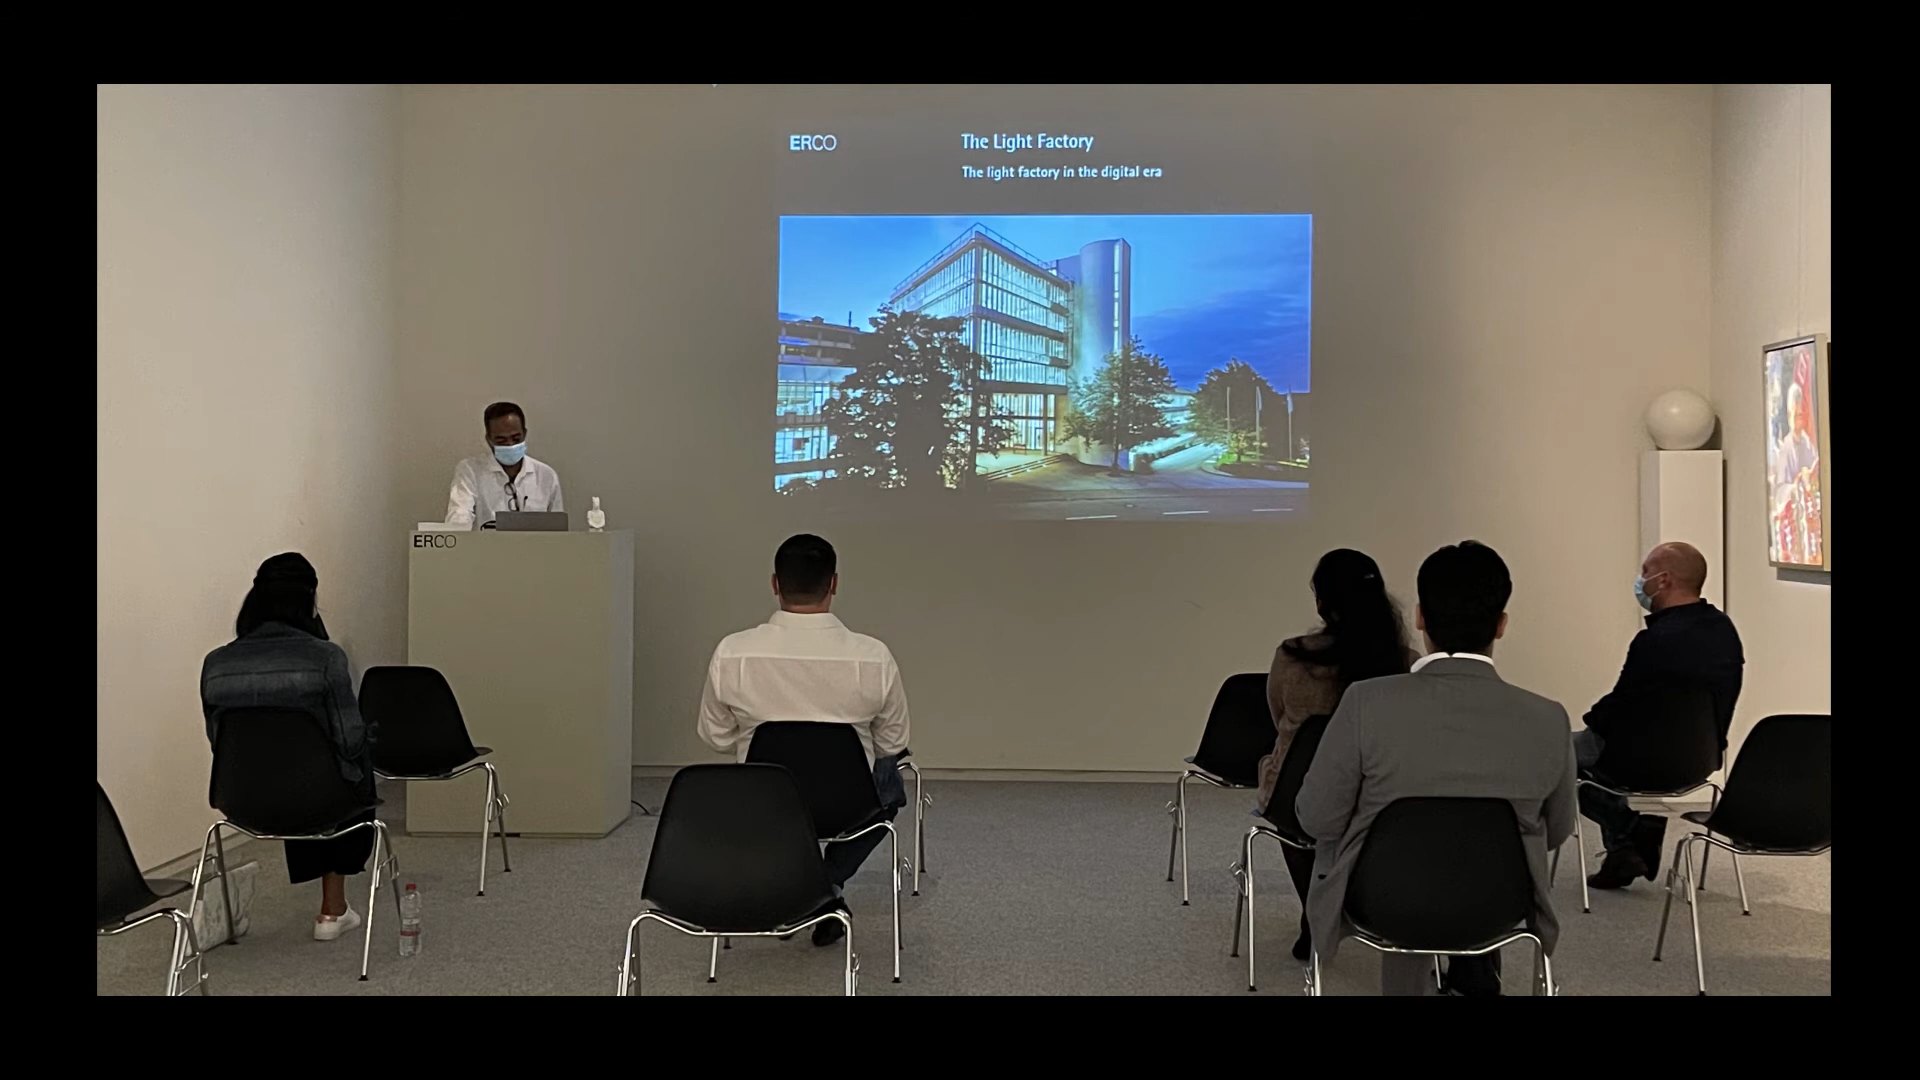 ERCO
The Light Factory
The light factory in the digital era
ERCO